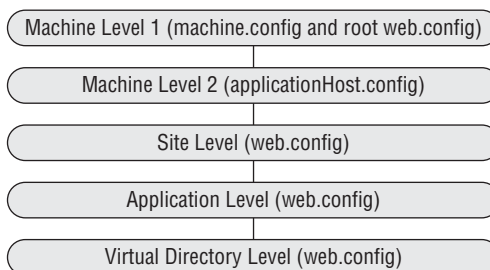 Machine Level 1 (machine.config and root web.config)
Machine Level 2 (applicationHost.config)
Site Level (web.config)
Application Level (web.config)
Virtual Directory Level (web.config)